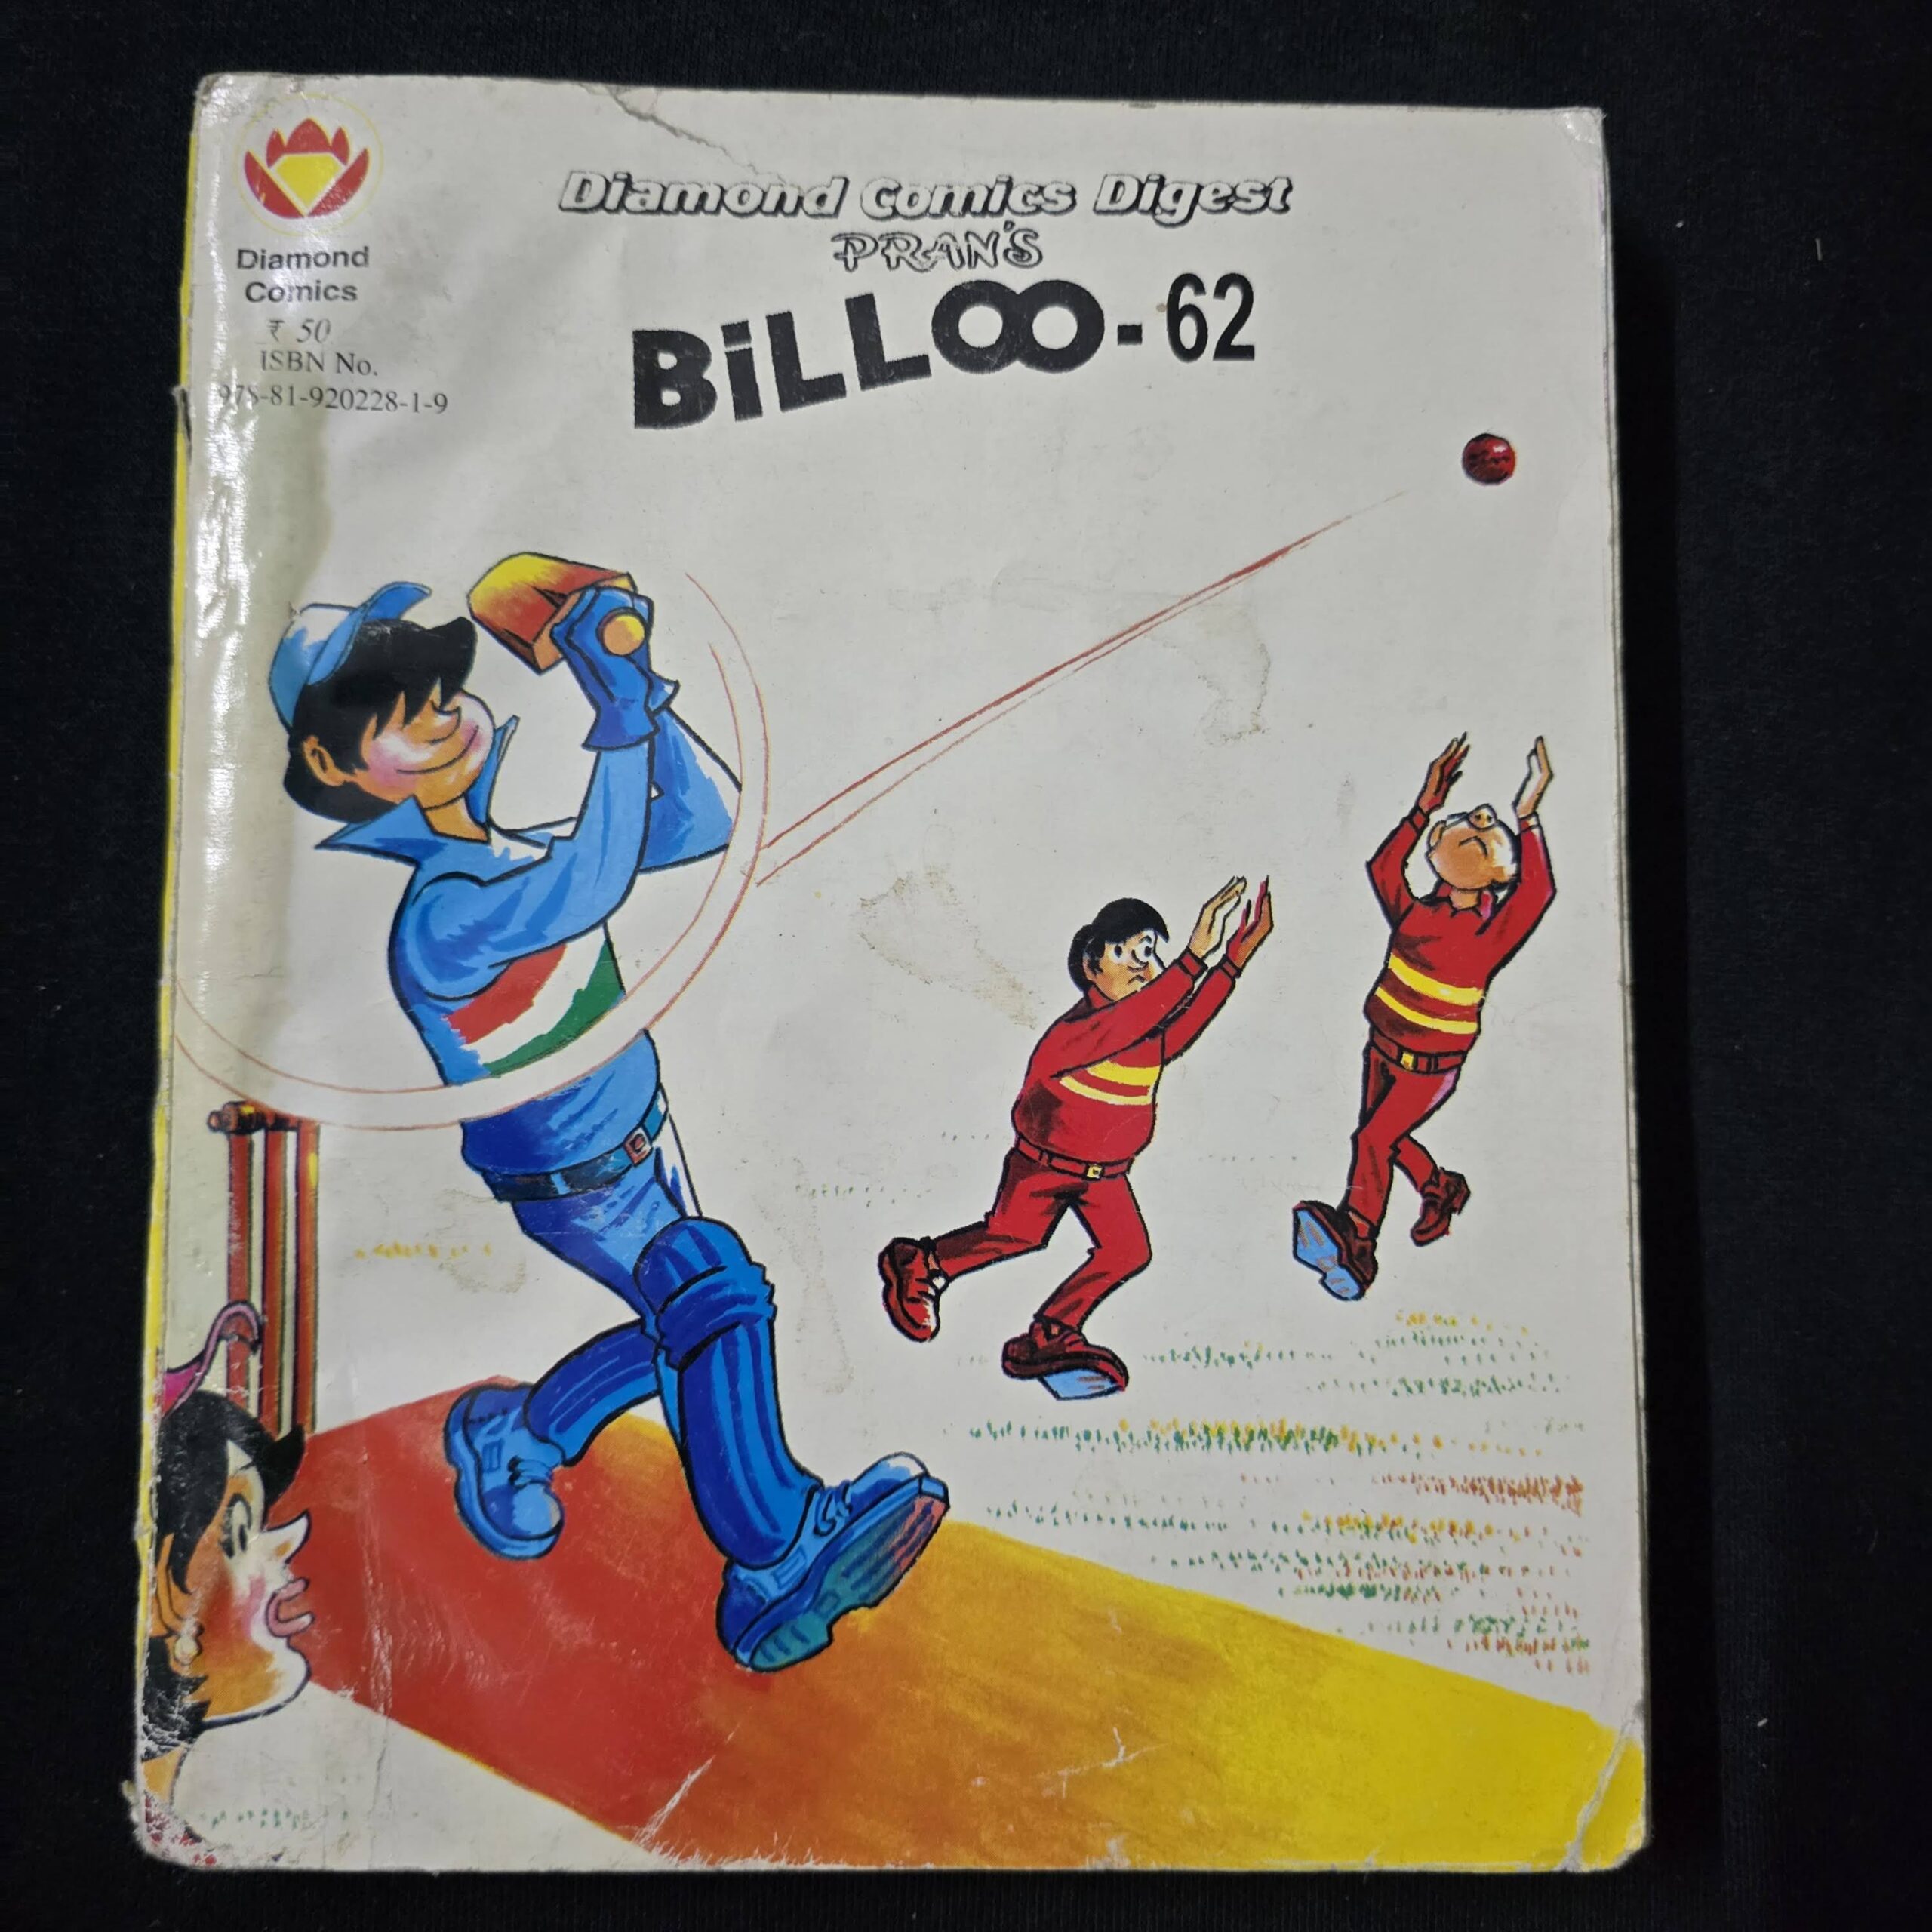 Diamond Comics Digest
PRAN'S
BiLLOO - 62
Diamond
Comics
₹ 50
ISBN No.
978-81-920228-1-9